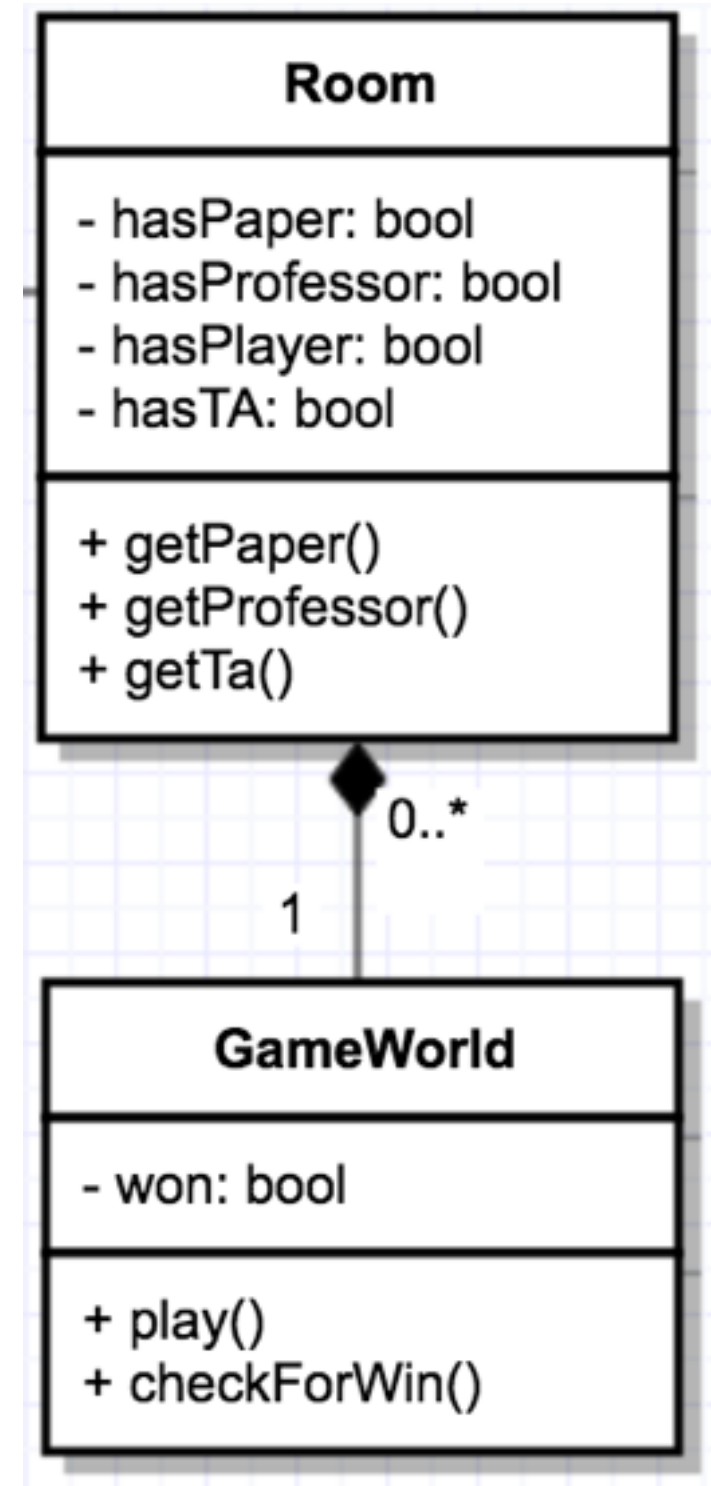 Room
- hasPaper: bool
- hasProfessor: bool
- hasPlayer: bool
- hasTA: bool
+ getPaper()
+ getProfessor()
+ getTa()
0..*
1
GameWorld
- won: bool
+ play()
+ checkForWin()